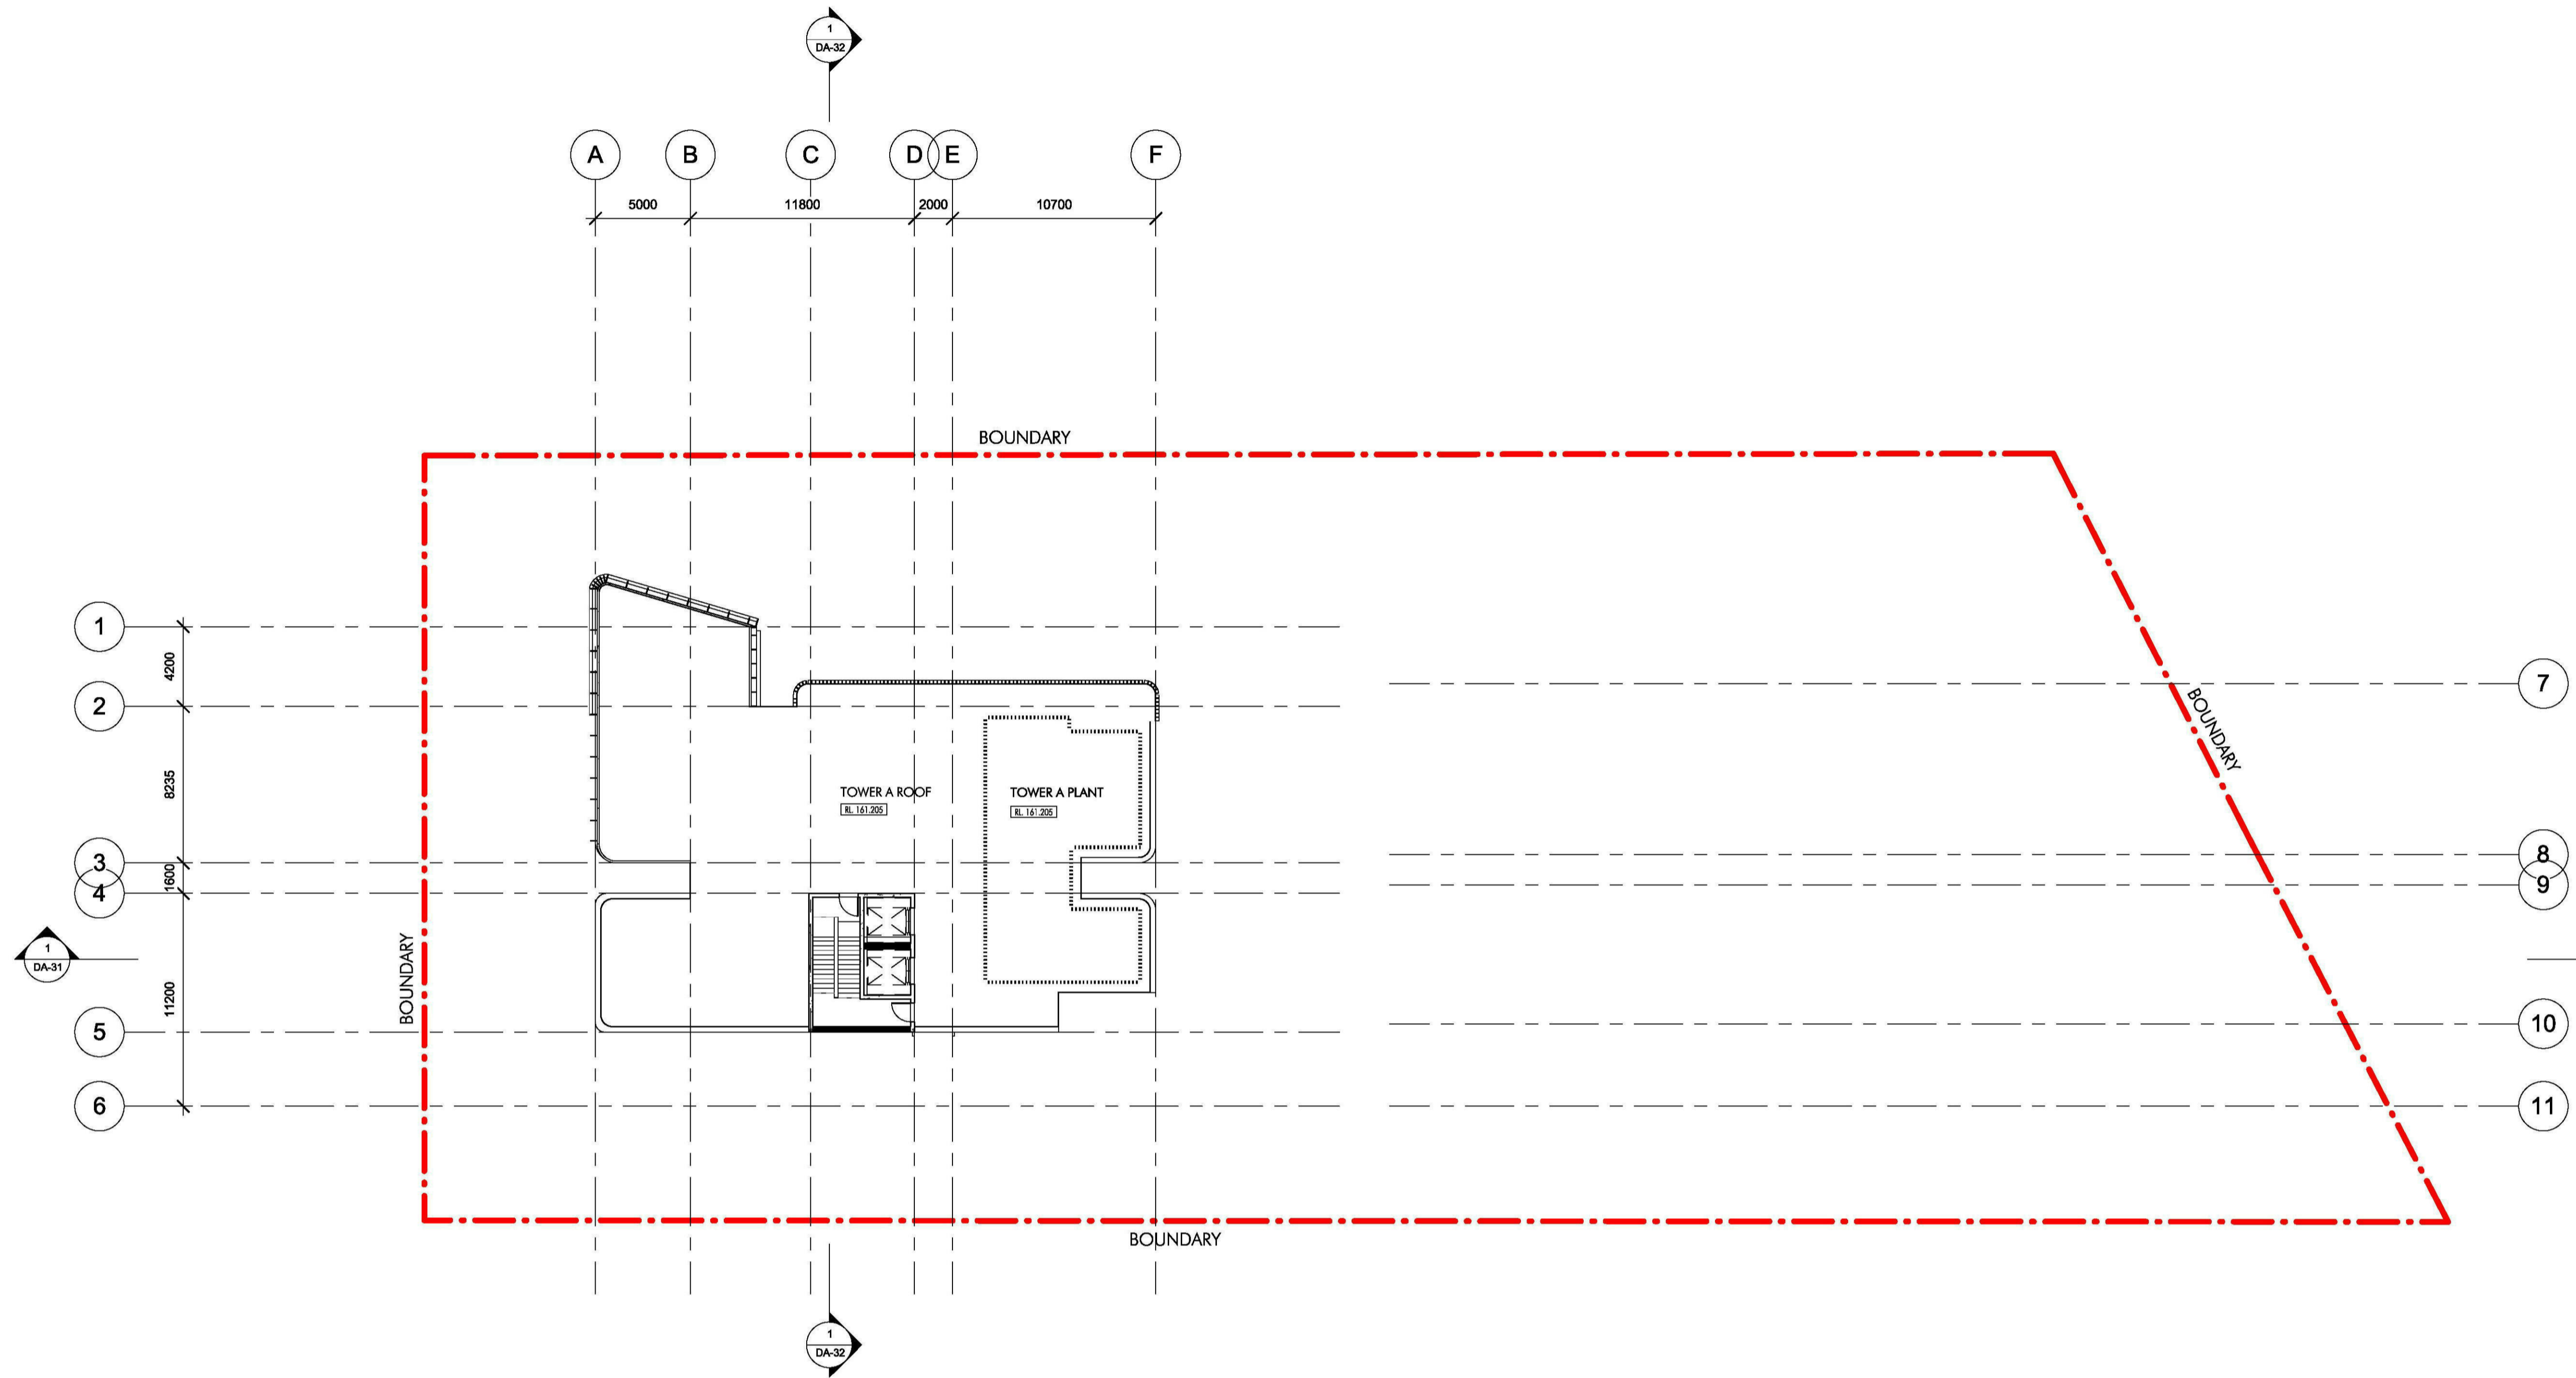 1
DA-32
A
B
C
D
E
F
5000
11800
2000
10700
BOUNDARY
1
4200
2
7
BOUNDARY
8235
TOWER A ROOF
RL. 161.205
TOWER A PLANT
RL. 161.205
3
8
1600
4
9
1
DA-31
BOUNDARY
11200
5
10
6
11
BOUNDARY
1
DA-32